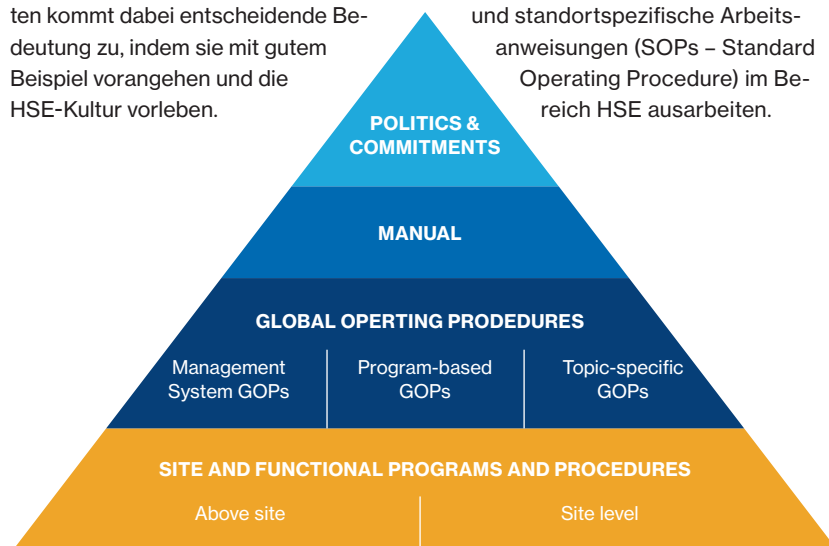 ten kommt dabei entscheidende Be-
deutung zu, indem sie mit gutem
Beispiel vorangehen und die
HSE-Kultur vorleben.
und standortspezifische Arbeits-
anweisungen (SOPs – Standard
Operating Procedure) im Be-
reich HSE ausarbeiten.
POLITICS &
COMMITMENTS
MANUAL
GLOBAL OPERTING PRODEDURES
Management
System GOPs
Program-based
GOPs
Topic-specific
GOPs
SITE AND FUNCTIONAL PROGRAMS AND PROCEDURES
Above site
Site level